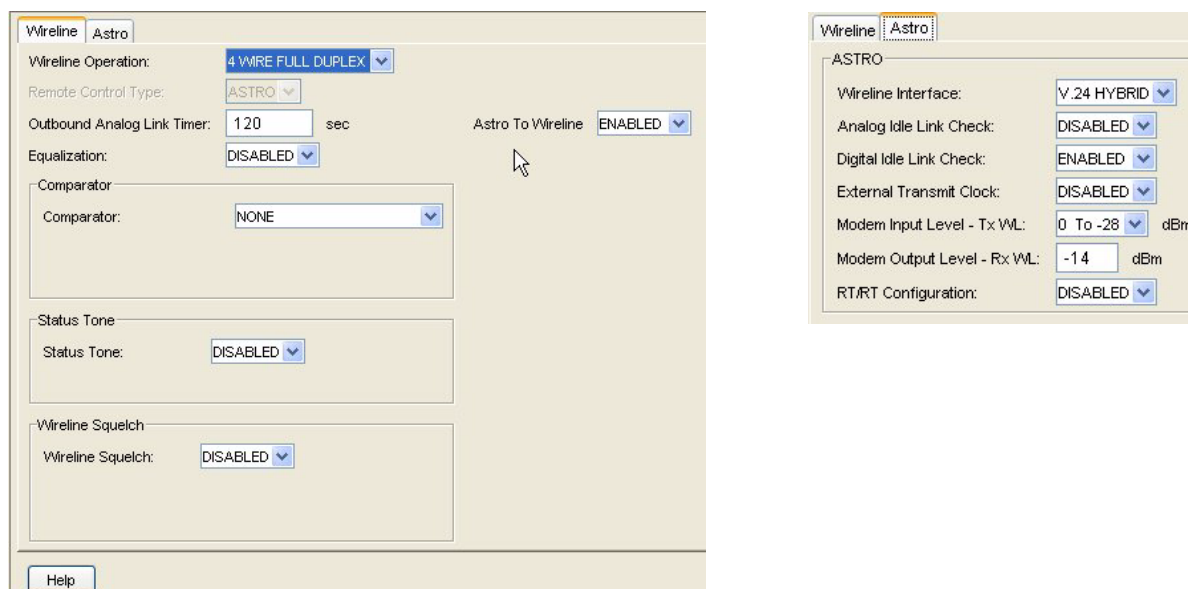 Wireline Astro
Wireline Operation: 4 WIRE FULL DUPLEX
Remote Control Type: ASTRO
Outbound Analog Link Timer: 120 sec Astro To Wireline ENABLED
Equalization: DISABLED
Comparator
Comparator: NONE
Status Tone
Status Tone: DISABLED
Wireline Squelch
Wireline Squelch: DISABLED
Help
Wireline Astro
ASTRO
Wireline Interface: V.24 HYBRID
Analog Idle Link Check: DISABLED
Digital Idle Link Check: ENABLED
External Transmit Clock: DISABLED
Modem Input Level - Tx WL: 0 To -28 dBm
Modem Output Level - Rx WL: -14 dBm
RT/RT Configuration: DISABLED